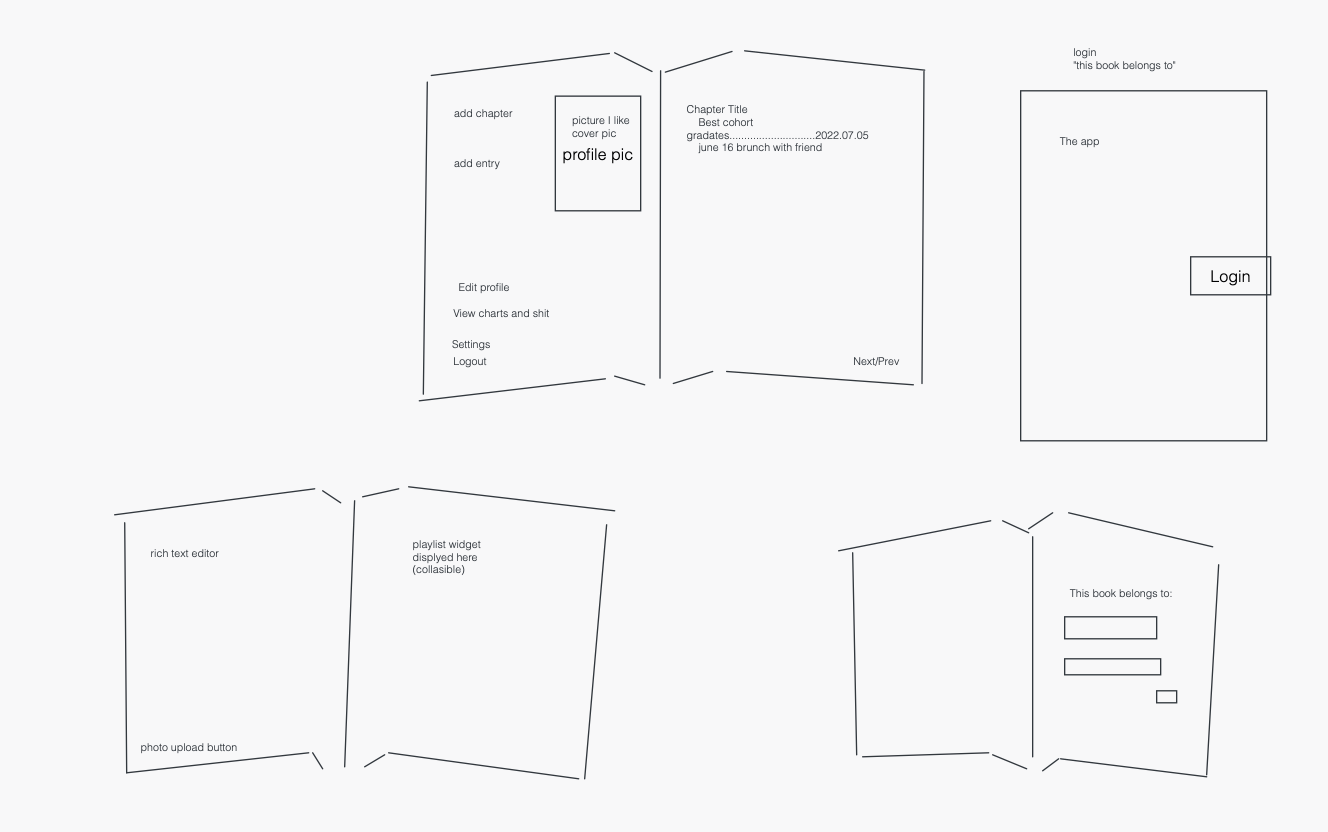 login
"this book belongs to"
add chapter
add entry
picture I like
cover pic
profile pic
Edit profile
View charts and shit
Settings
Logout
Chapter Title
Best cohort
gradates.............................2022.07.05
june 16 brunch with friend
Next/Prev
The app
Login
rich text editor
photo upload button
playlist widget
displyed here
(collasible)
This book belongs to: